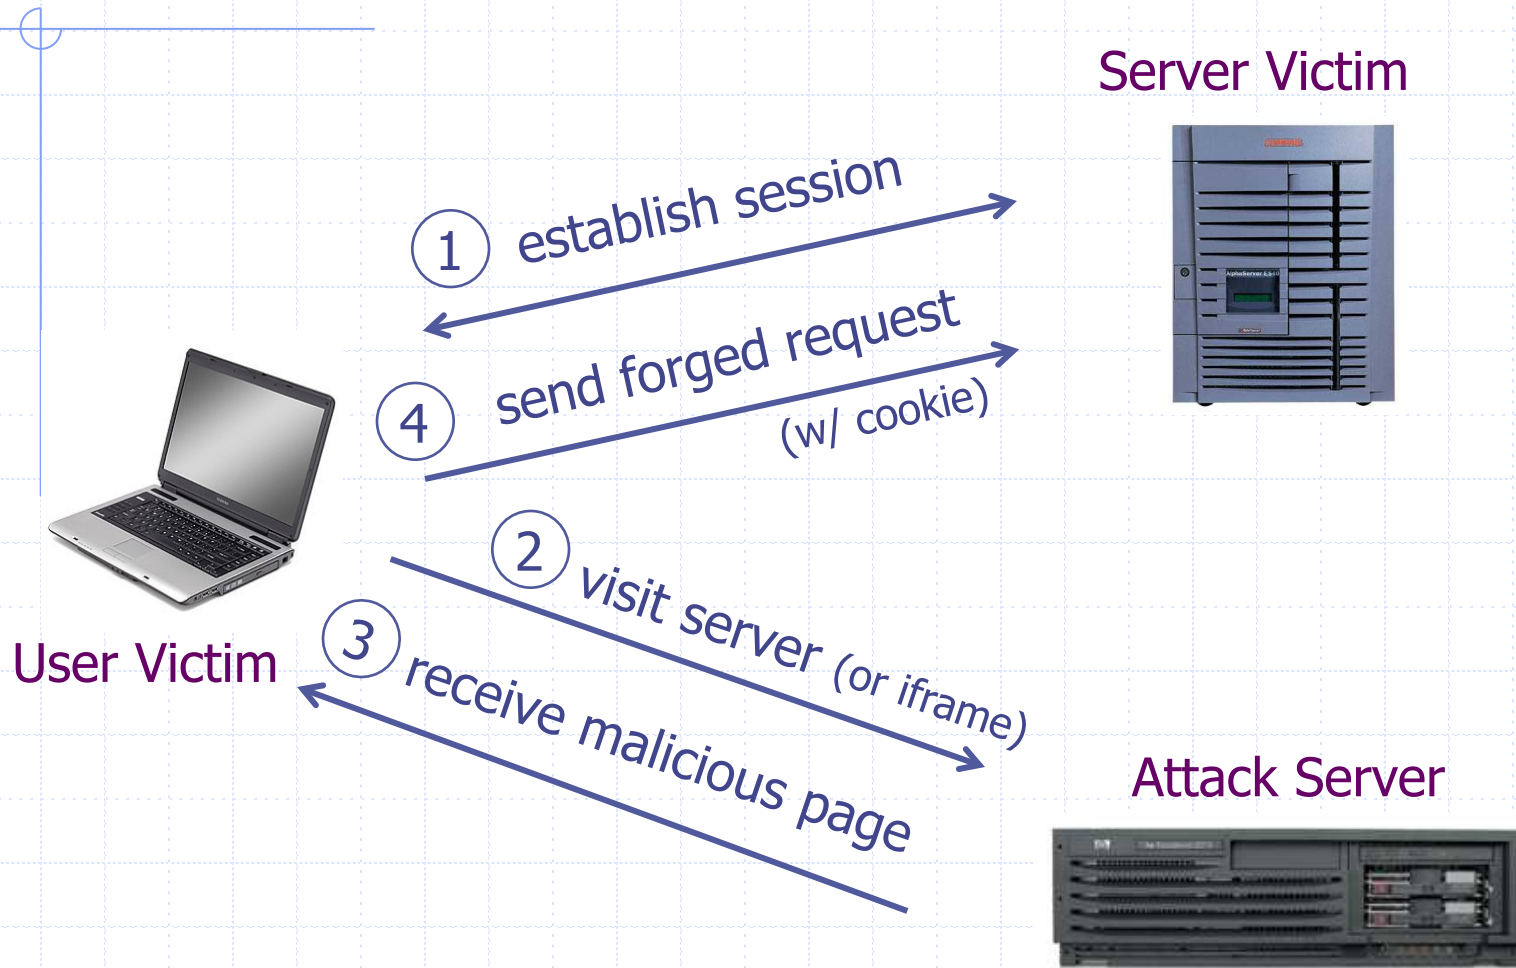 Server Victim
1 establish session
4 send forged request
(w/ cookie)
2 visit server (or iframe)
User Victim
3 receive malicious page
Attack Server